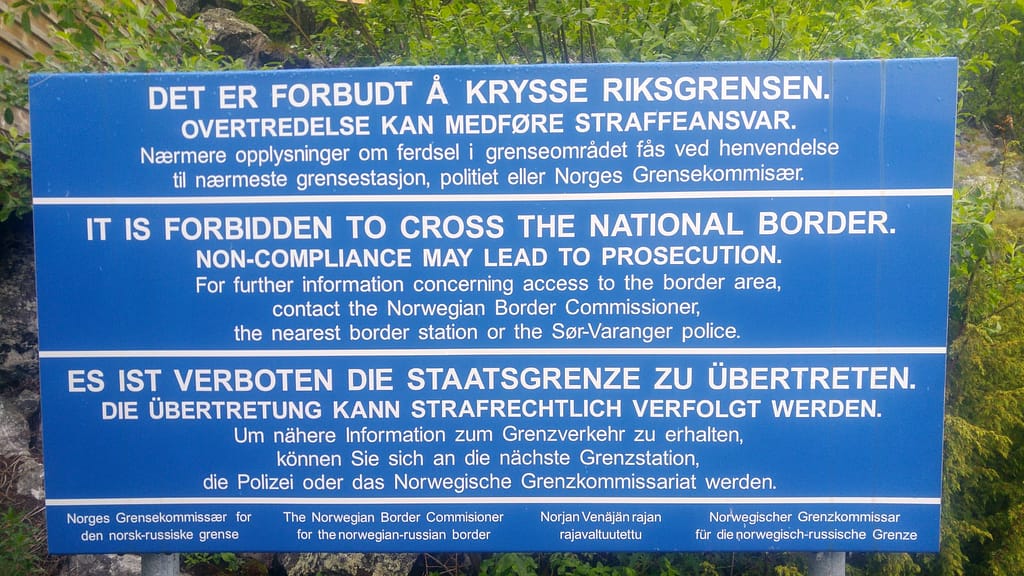 DET ER FORBUDT Å KRYSSE RIKSGRENSEN.
OVERTREDELSE KAN MEDFØRE STRAFFEANSVAR.
Nærmere opplysninger om ferdsel i grenseområdet fås ved henvendelse
til nærmeste grensestasjon, politiet eller Norges Grensekommisær.
IT IS FORBIDDEN TO CROSS THE NATIONAL BORDER.
NON-COMPLIANCE MAY LEAD TO PROSECUTION.
For further information concerning access to the border area,
contact the Norwegian Border Commissioner,
the nearest border station or the Sør-Varanger police.
ES IST VERBOTEN DIE STAATSGRENZE ZU ÜBERTRETEN.
DIE ÜBERTRETUNG KANN STRAFRECHTLICH VERFOLGT WERDEN.
Um nähere Information zum Grenzverkehr zu erhalten,
können Sie sich an die nächste Grenzstation,
die Polizei oder das Norwegische Grenzkommissariat werden.
Norges Grensekommissær for
den norsk-russiske grense
The Norwegian Border Commisioner
for the norwegian-russian border
Norjan Venäjän rajan
rajavaltuutettu
Norwegischer Grenzkommissar
für die norwegisch-russische Grenze